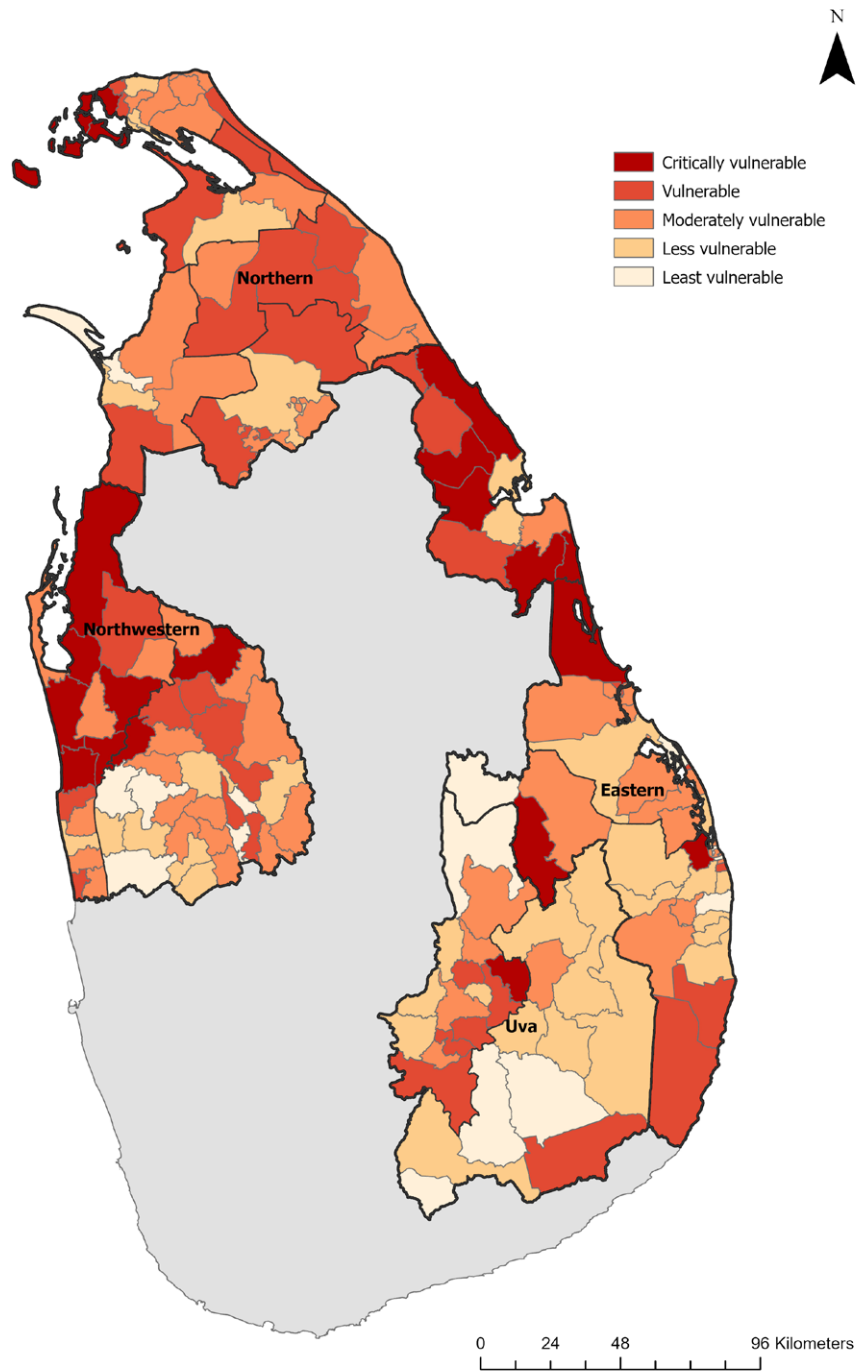 N
Critically vulnerable
Vulnerable
Moderately vulnerable
Less vulnerable
Least vulnerable
Northern
Northwestern
Eastern
Uva
0 24 48 96 Kilometers